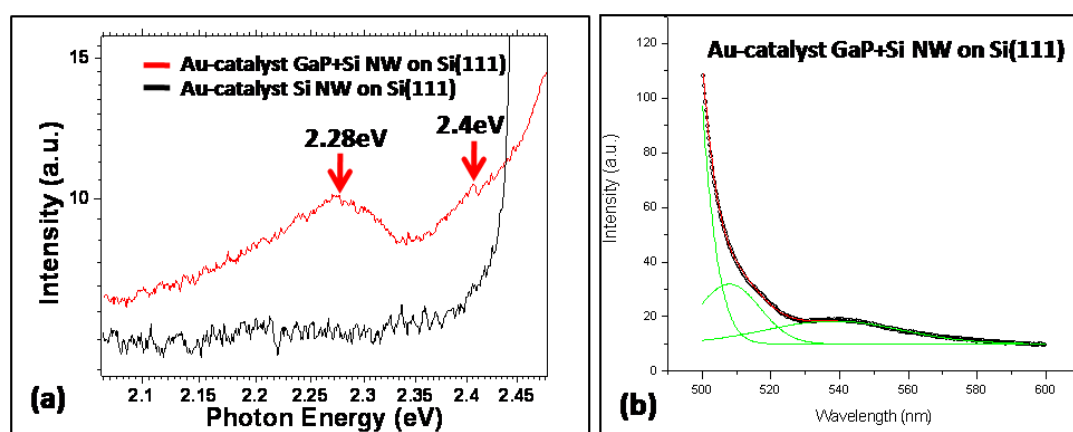 15
Au-catalyst GaP+Si NW on Si(111)
Au-catalyst Si NW on Si(111)
2.28eV
2.4eV
10
Intensity (a.u.)
2.1 2.15 2.2 2.25 2.3 2.35 2.4 2.45
Photon Energy (eV)
(a)
Au-catalyst GaP+Si NW on Si(111)
120
100
80
60
40
20
0
Intensity (a.u.)
500 520 540 560 580 600
Wavelength (nm)
(b)